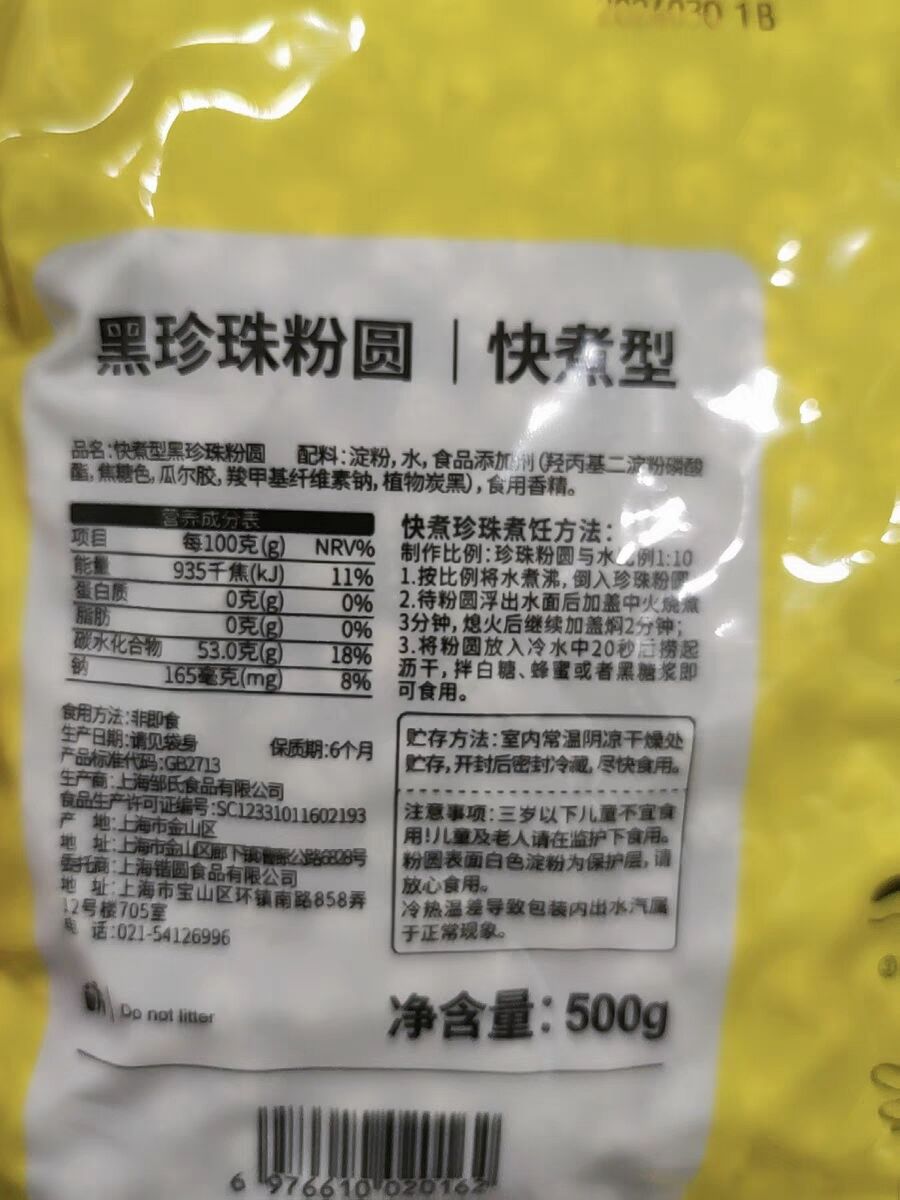 1B
黑珍珠粉圆｜快煮型
品名:快煮型黑珍珠粉圆 配料:淀粉,水,食品添加剂(羟丙基二淀粉磷酸
酯,焦糖色,瓜尔胶,羧甲基纤维素钠,植物炭黑),食用香精。
营养成分表
项目 每100克(g) NRV%
能量 935千焦(kJ) 11%
蛋白质 0克(g) 0%
脂肪 0克(g) 0%
碳水化合物 53.0克(g) 18%
钠 165毫克(mg) 8%
食用方法:非即食
生产日期:请见袋身 保质期:6个月
产品标准代码:GB2713
生产商:上海邹氏食品有限公司
食品生产许可证编号:SC12331011602193
产 地:上海市金山区
地 址:上海市金山区廊下镇 公路6828号
委托商:上海锴圆食品有限公司
地 址:上海市宝山区环镇南路858弄
12号楼705室
电 话:021-54126996
快煮珍珠煮饪方法:
制作比例:珍珠粉圆与水比例1:10
1.按比例将水煮沸,倒入珍珠粉圆
2.待粉圆浮出水面后加盖中火烧煮
3分钟,熄火后继续加盖焖2分钟;
3.将粉圆放入冷水中20秒后捞起
沥干,拌白糖、蜂蜜或者黑糖浆即
可食用。
贮存方法:室内常温阴凉干燥处
贮存,开封后密封冷藏,尽快食用。
注意事项:三岁以下儿童不宜食
用!儿童及老人请在监护下食用。
粉圆表面白色淀粉为保护层,请
放心食用。
冷热温差导致包装内出水汽属
于正常现象。
Do not litter
净含量:500g
6 976610 020162